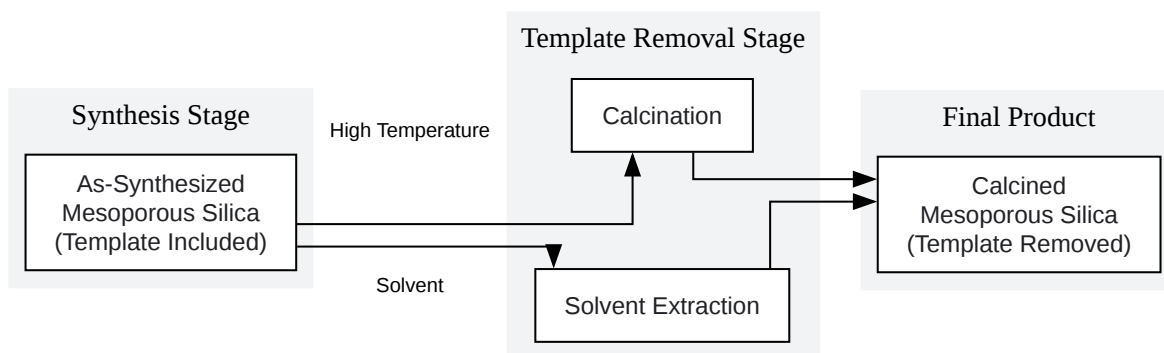 Synthesis Stage
As-Synthesized
Mesoporous Silica
(Template Included)
High Temperature
Solvent
Template Removal Stage
Calcination
Solvent Extraction
Final Product
Calcined
Mesoporous Silica
(Template Removed)